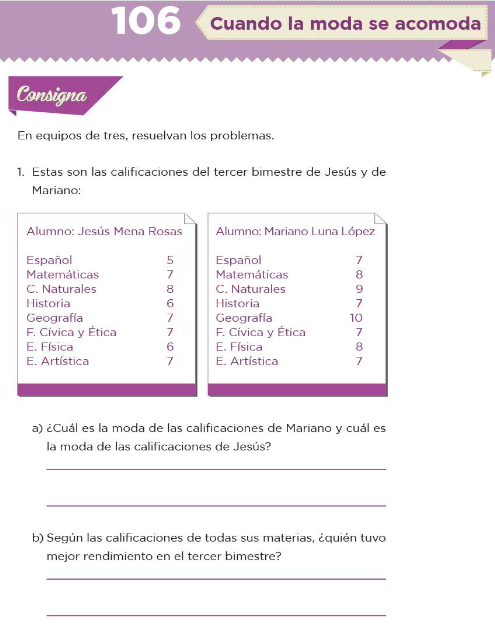 106
Cuando la moda se acomoda
Consigna
En equipos de tres, resuelvan los problemas.
1. Estas son las calificaciones del tercer bimestre de Jesús y de
Mariano:
Alumno: Jesús Mena Rosas
Español 5
Matemáticas 7
C. Naturales 8
Historia 6
Geografía 7
F. Cívica y Ética 7
E. Física 6
E. Artística 7
Alumno: Mariano Luna López
Español 7
Matemáticas 8
C. Naturales 9
Historia 7
Geografía 10
F. Cívica y Ética 7
E. Física 8
E. Artística 7
a) ¿Cuál es la moda de las calificaciones de Mariano y cuál es
la moda de las calificaciones de Jesús?
b) Según las calificaciones de todas sus materias, ¿quién tuvo
mejor rendimiento en el tercer bimestre?